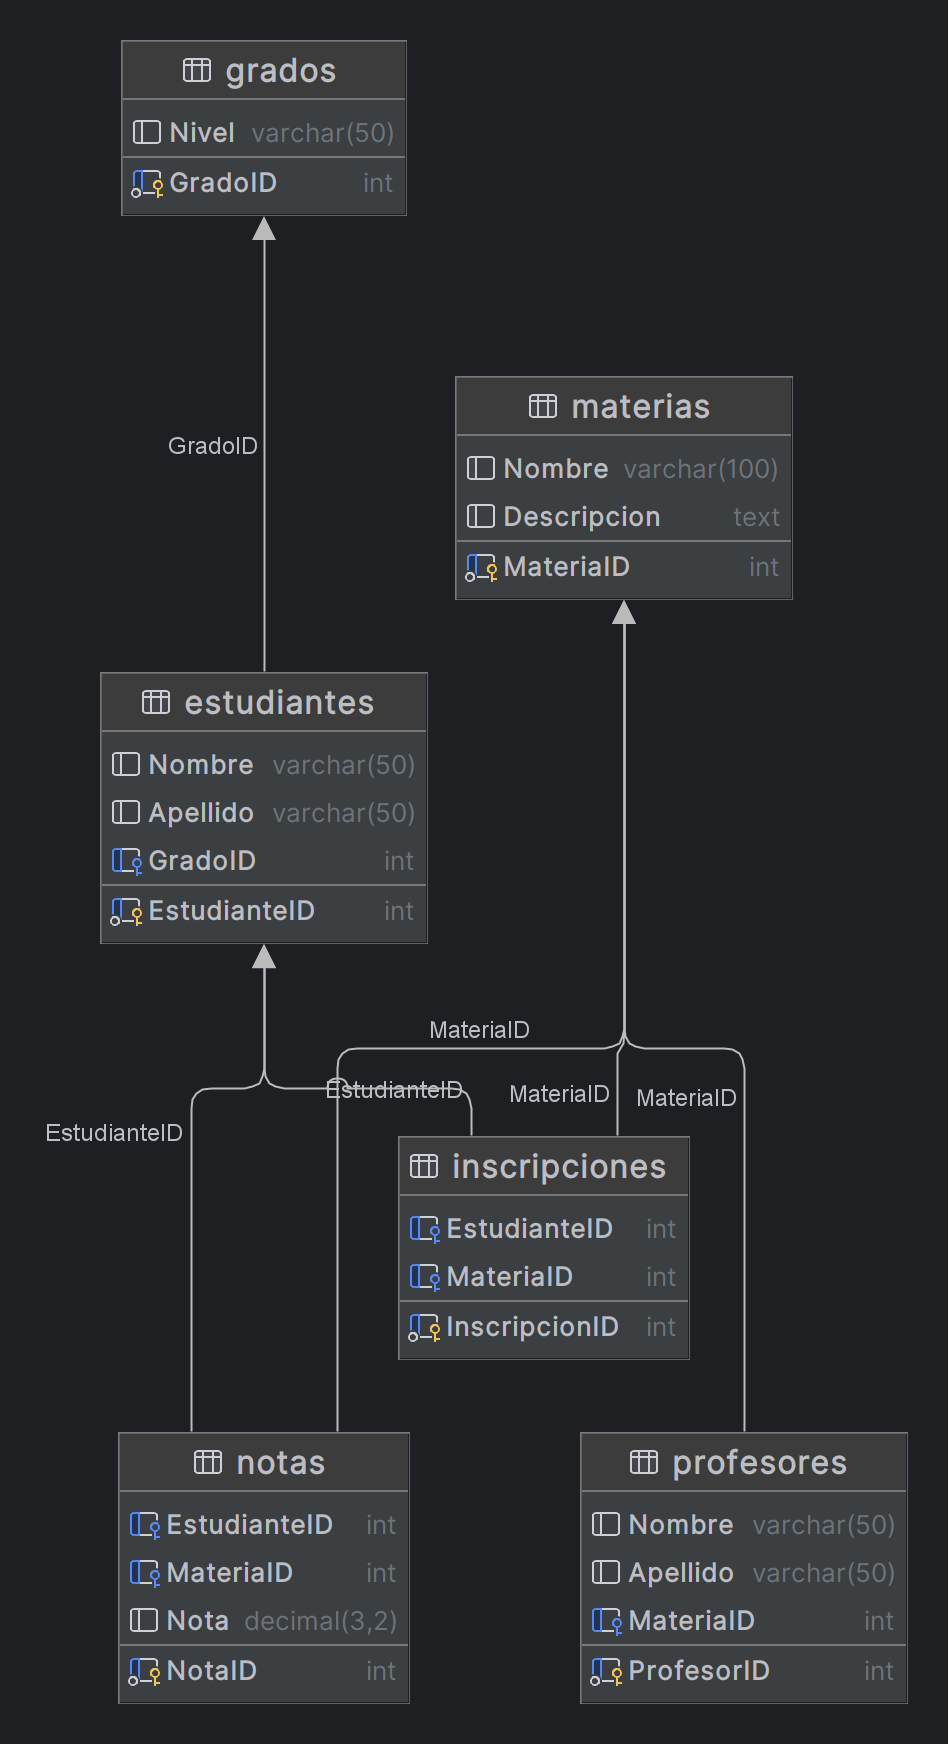 grados
Nivel varchar(50)
GradoID int
GradoID
materias
Nombre varchar(100)
Descripcion text
MateriaID int
estudiantes
Nombre varchar(50)
Apellido varchar(50)
GradoID int
EstudianteID int
MateriaID
EstudianteID
MateriaID
MateriaID
EstudianteID
inscripciones
EstudianteID int
MateriaID int
InscripcionID int
notas
EstudianteID int
MateriaID int
Nota decimal(3,2)
NotaID int
profesores
Nombre varchar(50)
Apellido varchar(50)
MateriaID int
ProfesorID int